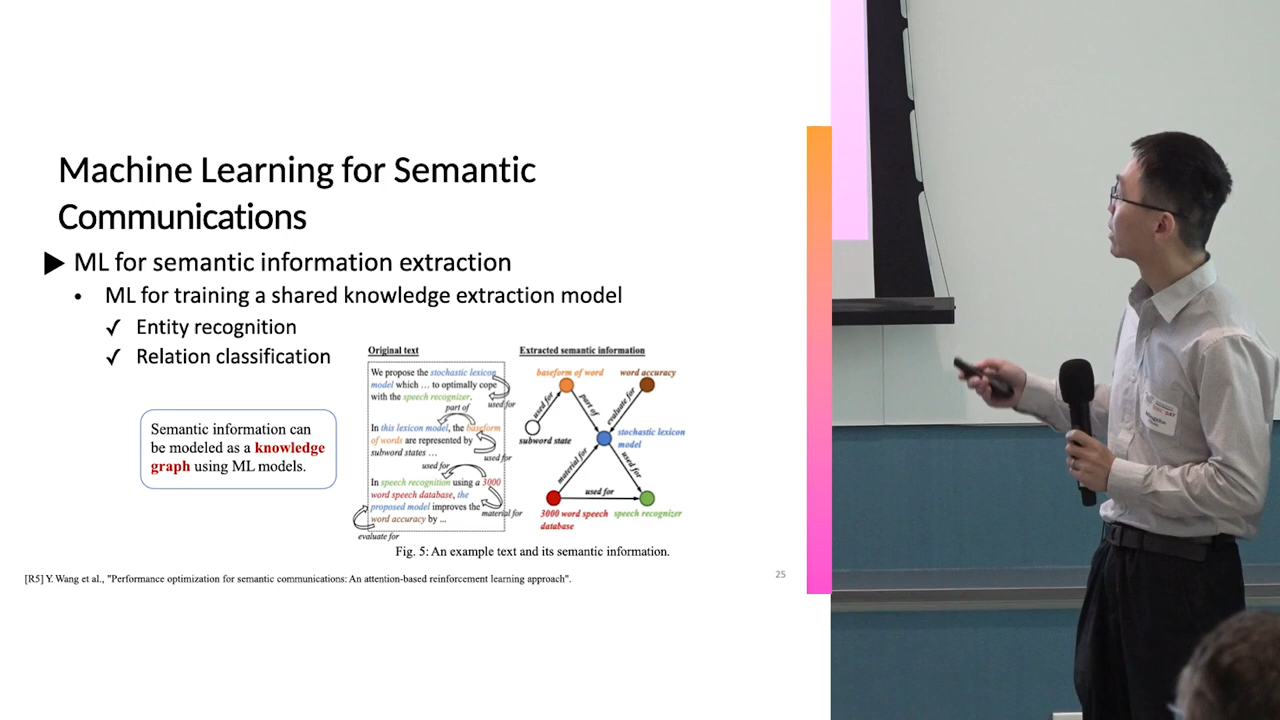 Machine Learning for Semantic
Communications
ML for semantic information extraction
• ML for training a shared knowledge extraction model
✓ Entity recognition
✓ Relation classification
Semantic information can
be modeled as a knowledge
graph using ML models.
Original text
We propose the stochastic lexicon
model which … to optimally cope
with the speech recognizer.
used for
part of
In this lexicon model, the baseform
of words are represented by
subword states …
used for
used for
In speech recognition using a 3000
word speech database, the
proposed model improves the
word accuracy by ...
material for
evaluate for
Extracted semantic information
baseform of word
word accuracy
used for
part of
evaluate for
subword state
stochastic lexicon
model
material for
used for
used for
3000 word speech
database
speech recognizer
Fig. 5: An example text and its semantic information.
[R5] Y. Wang et al., "Performance optimization for semantic communications: An attention-based reinforcement learning approach".
25